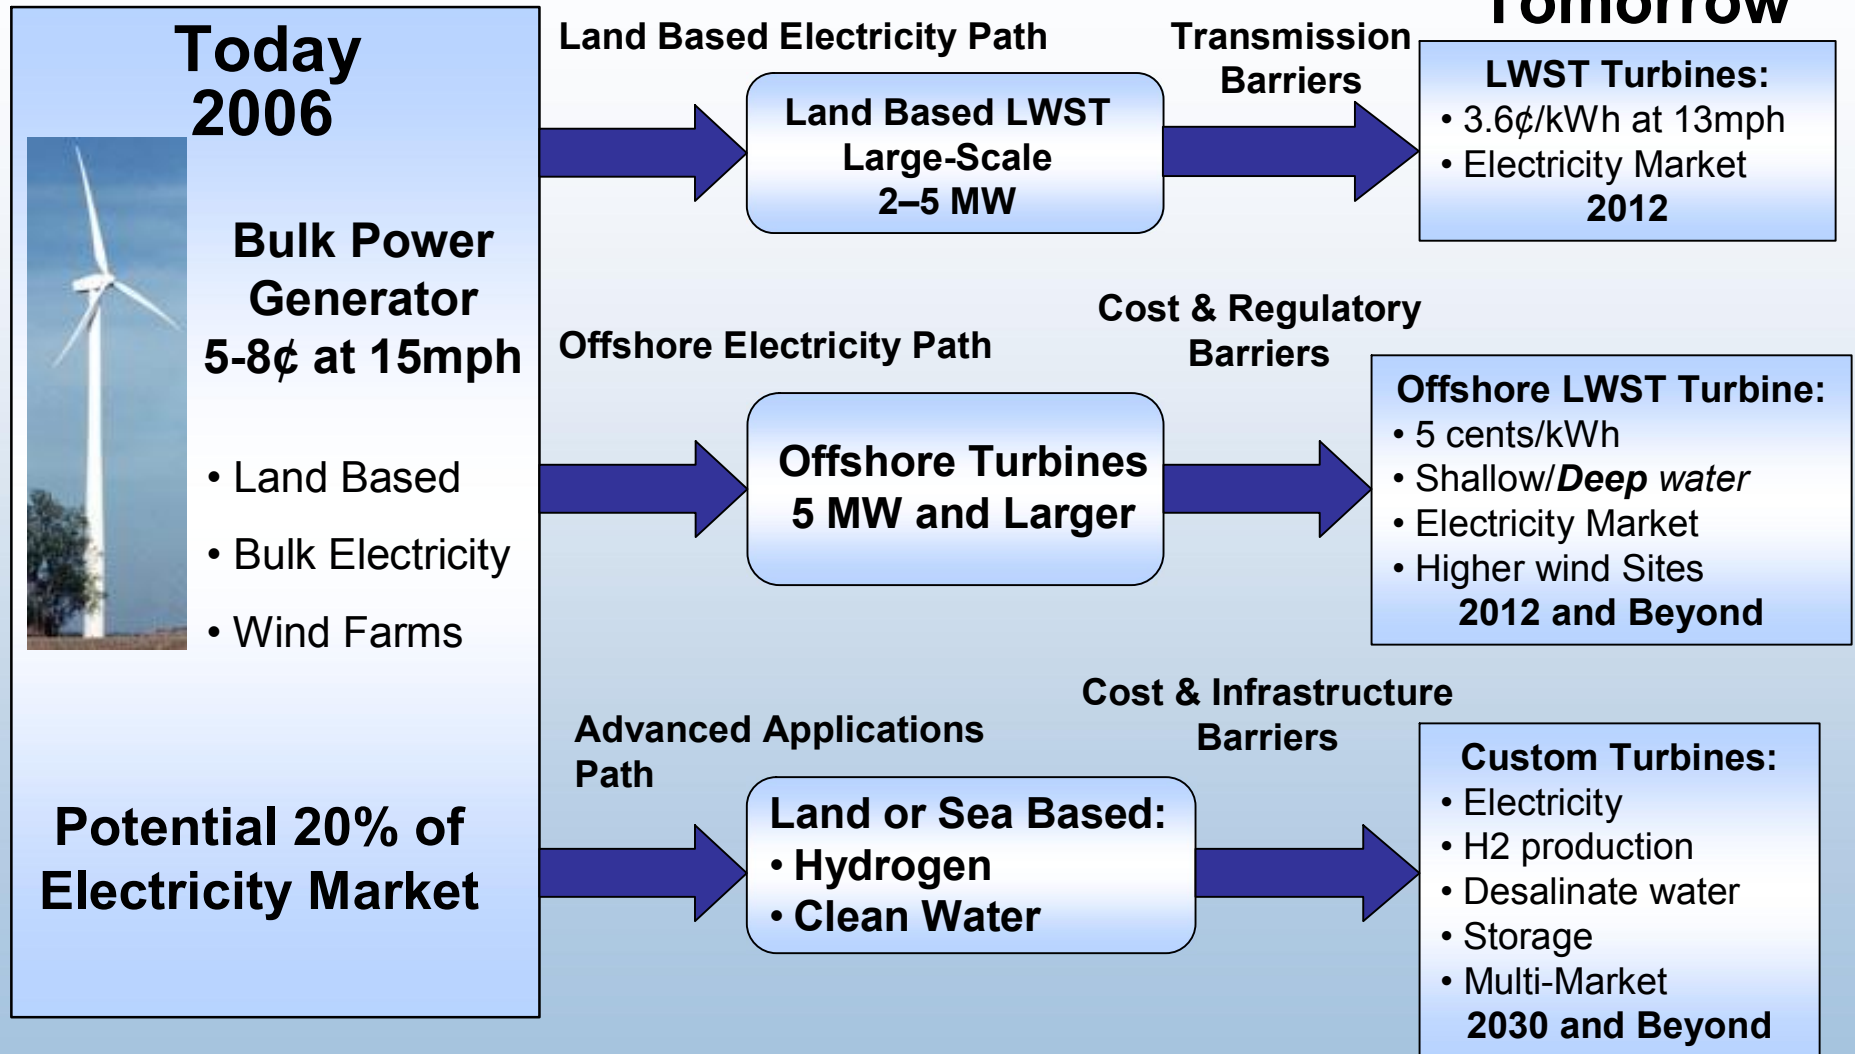 Today
2006
Bulk Power
Generator
5-8¢ at 15mph
• Land Based
• Bulk Electricity
• Wind Farms
Potential 20% of
Electricity Market
Land Based Electricity Path
Land Based LWST
Large-Scale
2–5 MW
Transmission
Barriers
Tomorrow
LWST Turbines:
• 3.6¢/kWh at 13mph
• Electricity Market
2012
Offshore Electricity Path
Offshore Turbines
5 MW and Larger
Cost & Regulatory
Barriers
Offshore LWST Turbine:
• 5 cents/kWh
• Shallow/Deep water
• Electricity Market
• Higher wind Sites
2012 and Beyond
Advanced Applications
Path
Land or Sea Based:
• Hydrogen
• Clean Water
Cost & Infrastructure
Barriers
Custom Turbines:
• Electricity
• H2 production
• Desalinate water
• Storage
• Multi-Market
2030 and Beyond